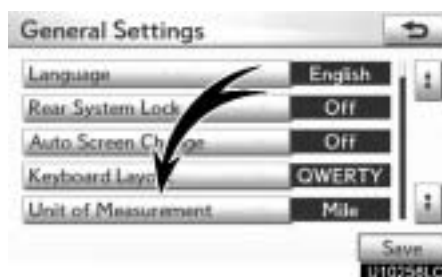 General Settings
Language English
Rear System Lock Off
Auto Screen Change Off
Keyboard Layout QWERTY
Unit of Measurement Mile
Save